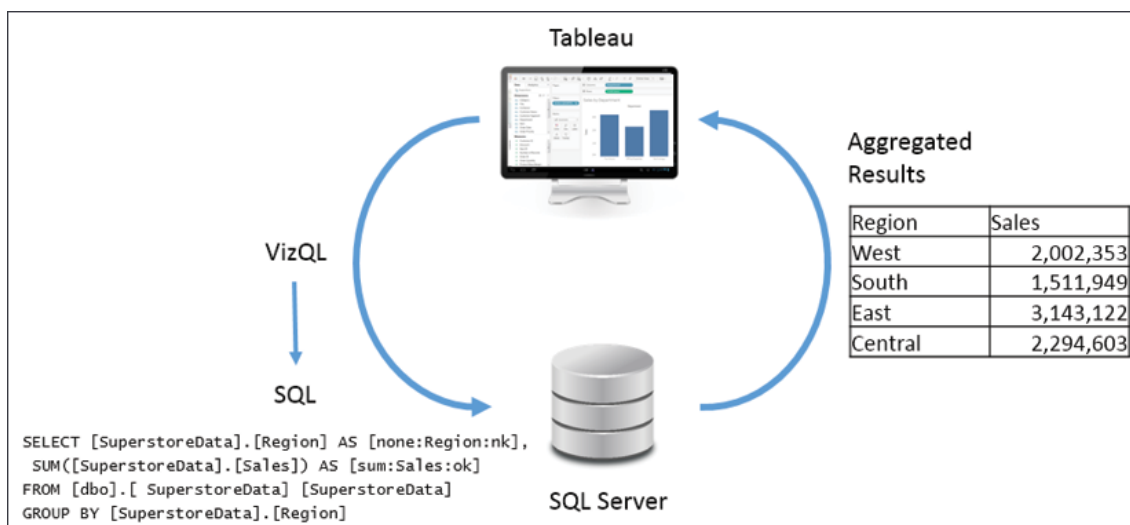 Tableau
Aggregated
Results
Region Sales
West 2,002,353
South 1,511,949
East 3,143,122
Central 2,294,603
VizQL
SQL
SELECT [SuperstoreData].[Region] AS [none:Region:nk],
SUM([SuperstoreData].[Sales]) AS [sum:Sales:ok]
FROM [dbo].[ SuperstoreData] [SuperstoreData]
GROUP BY [SuperstoreData].[Region]
SQL Server